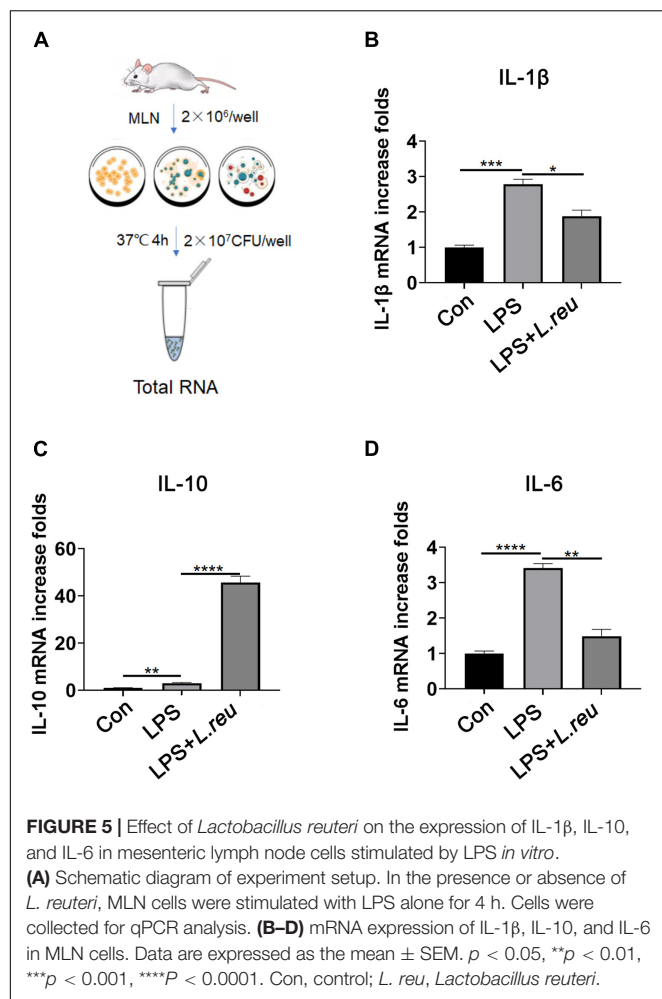 A
MLN 2×10⁶/well
37℃ 4h 2×10⁷CFU/well
Total RNA
B
IL-1β
IL-1β mRNA increase folds
4
3
2
1
0
***
*
Con
LPS
LPS+L.reu
C
IL-10
IL-10 mRNA increase folds
60
40
20
0
**
****
Con
LPS
LPS+L.reu
D
IL-6
IL-6 mRNA increase folds
4
3
2
1
0
****
**
Con
LPS
LPS+L.reu
FIGURE 5 | Effect of Lactobacillus reuteri on the expression of IL-1β, IL-10,
and IL-6 in mesenteric lymph node cells stimulated by LPS in vitro.
(A) Schematic diagram of experiment setup. In the presence or absence of
L. reuteri, MLN cells were stimulated with LPS alone for 4 h. Cells were
collected for qPCR analysis. (B–D) mRNA expression of IL-1β, IL-10, and IL-6
in MLN cells. Data are expressed as the mean ± SEM. p < 0.05, **p < 0.01,
***p < 0.001, ****P < 0.0001. Con, control; L. reu, Lactobacillus reuteri.